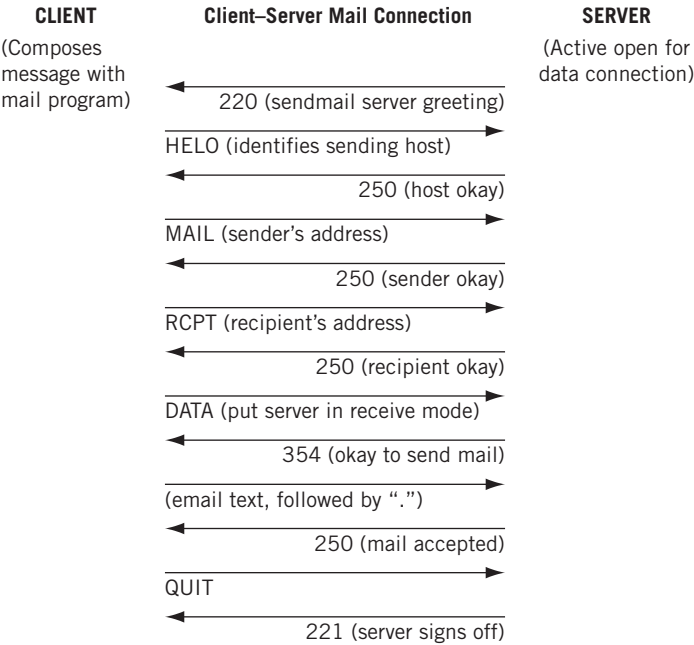 CLIENT
Client–Server Mail Connection
SERVER
(Composes
message with
mail program)
(Active open for
data connection)
220 (sendmail server greeting)
HELO (identifies sending host)
250 (host okay)
MAIL (sender’s address)
250 (sender okay)
RCPT (recipient’s address)
250 (recipient okay)
DATA (put server in receive mode)
354 (okay to send mail)
(email text, followed by “.”)
250 (mail accepted)
QUIT
221 (server signs off)